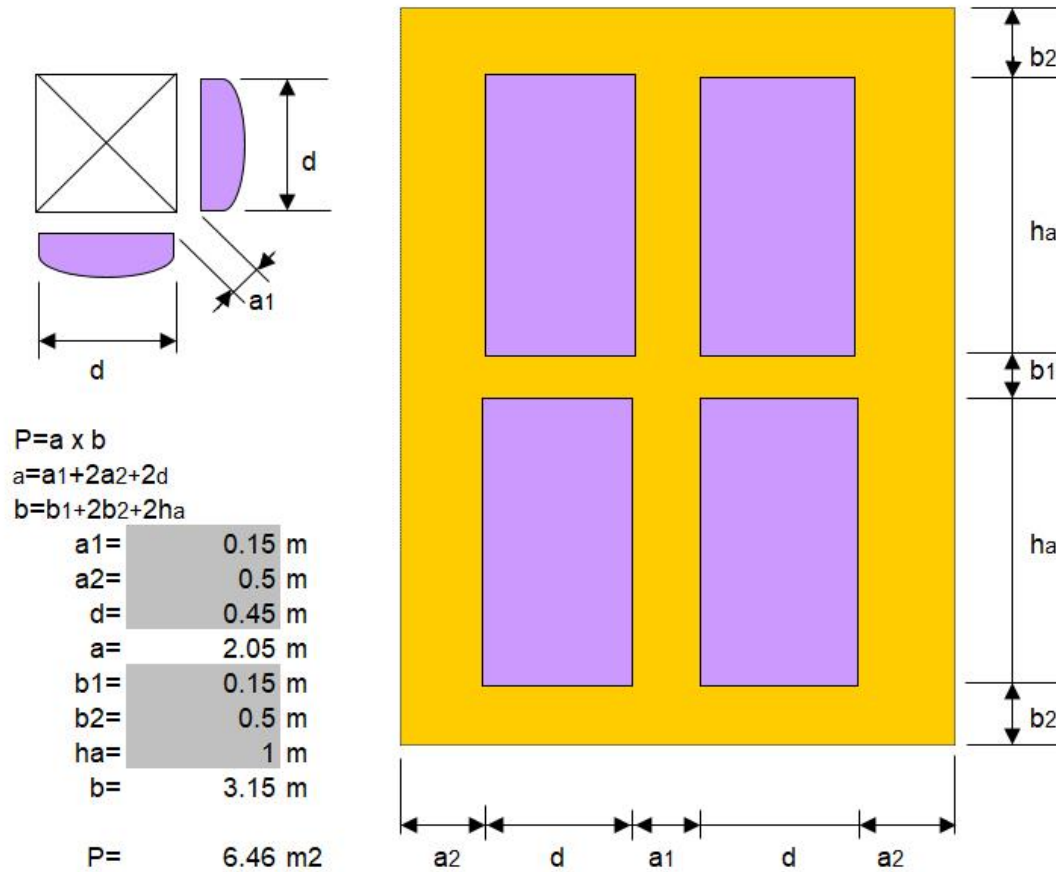 b2
d
ha
a1
b1
d
P=a x b
a=a1+2a2+2d
b=b1+2b2+2ha
a1= 0.15 m
a2= 0.5 m
d= 0.45 m
a= 2.05 m
b1= 0.15 m
b2= 0.5 m
ha= 1 m
b= 3.15 m
P= 6.46 m2
ha
b2
a2 d a1 d a2